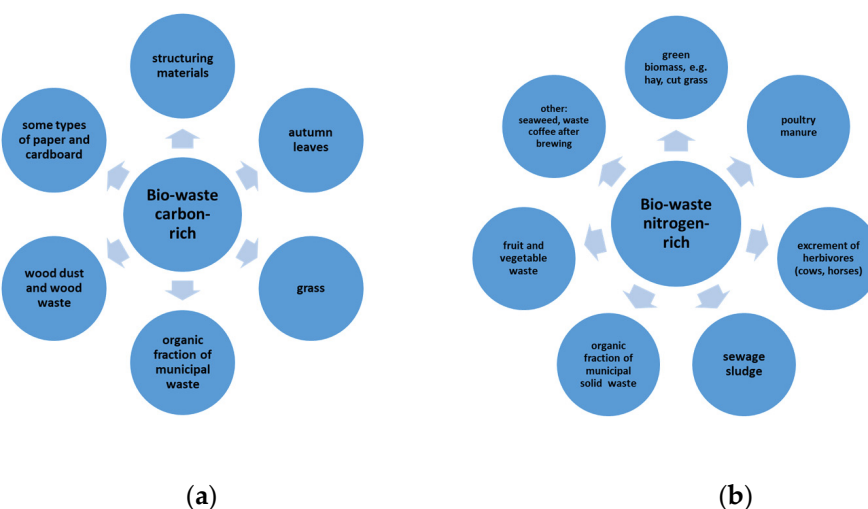 structuring
materials
autumn
leaves
grass
organic
fraction of
municipal
waste
wood dust
and wood
waste
some types
of paper and
cardboard
Bio-waste
carbon-
rich
(a)
green
biomass, e.g.
hay, cut grass
poultry
manure
excrement of
herbivores
(cows, horses)
sewage
sludge
organic
fraction of
municipal
solid waste
fruit and
vegetable
waste
other:
seaweed, waste
coffee after
brewing
Bio-waste
nitrogen-
rich
(b)